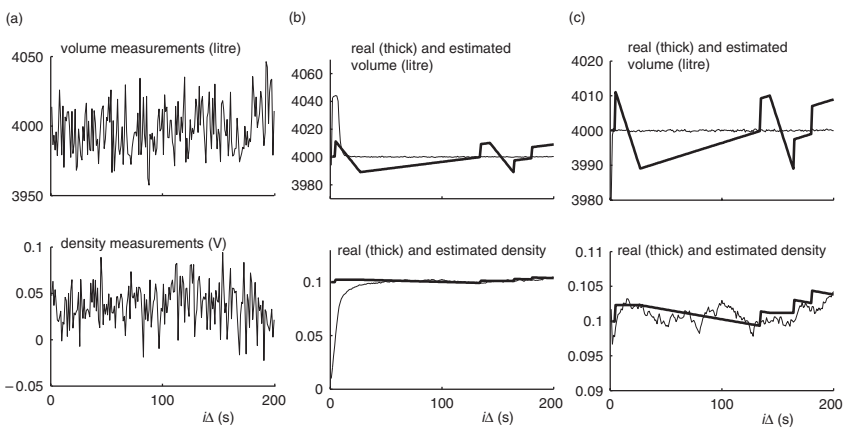 (a)
volume measurements (litre)
4050
4000
3950
density measurements (V)
0.1
0.05
0
−0.05
0
100
200
iΔ (s)
(b)
real (thick) and estimated
volume (litre)
4060
4040
4020
4000
3980
real (thick) and estimated density
0.1
0.05
0
0
100
200
iΔ (s)
(c)
real (thick) and estimated
volume (litre)
4020
4010
4000
3990
3980
real (thick) and estimated density
0.11
0.105
0.1
0.095
0.09
0
100
200
iΔ (s)